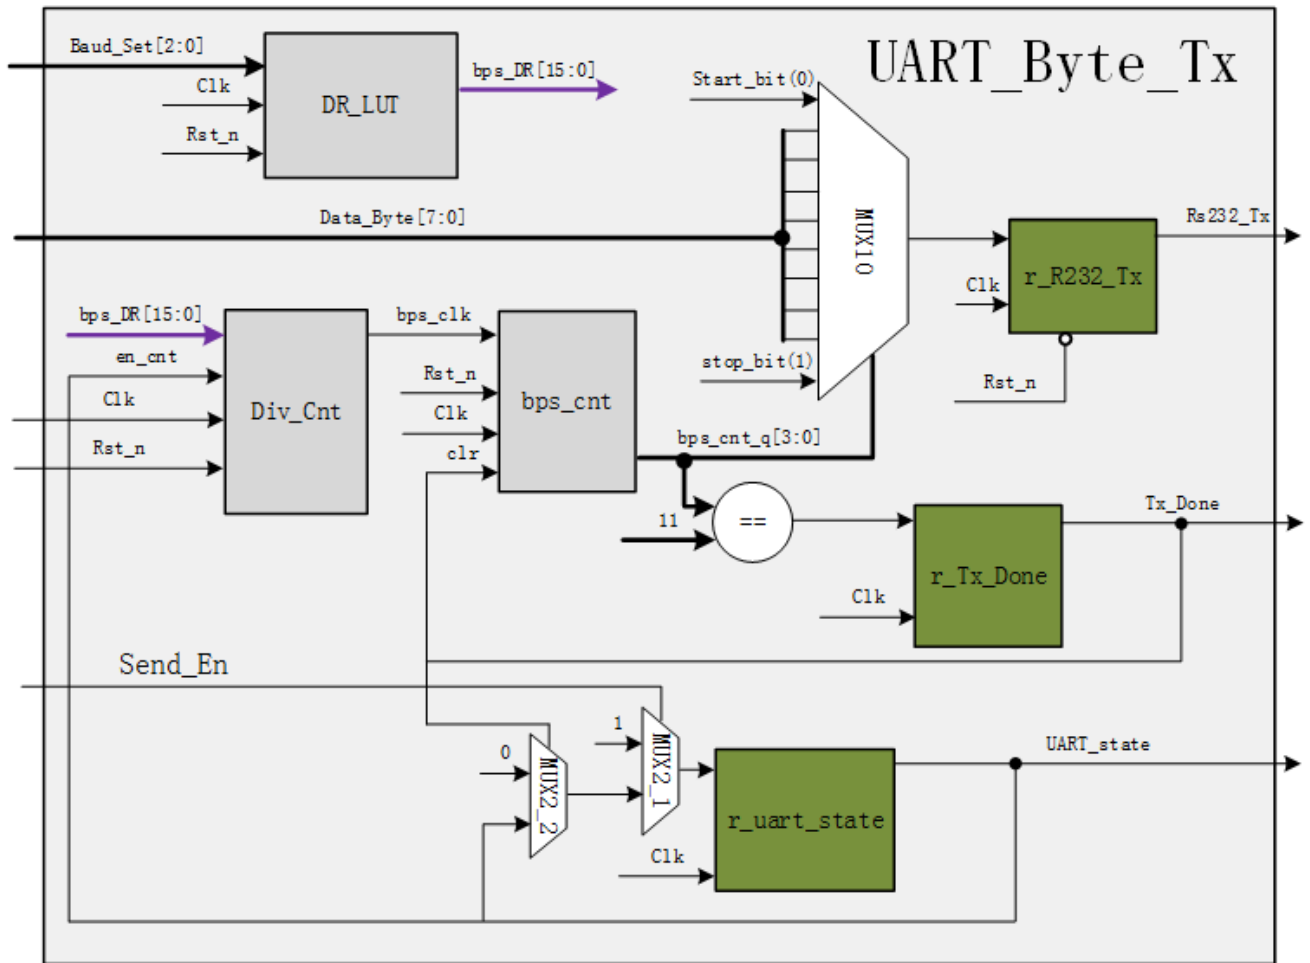 UART_Byte_Tx
Baud_Set[2:0]
Clk
Rst_n
DR_LUT
bps_DR[15:0]
Start_bit(0)
Data_Byte[7:0]
MUX10
stop_bit(1)
Rs232_Tx
r_R232_Tx
Clk
Rst_n
bps_DR[15:0]
en_cnt
Clk
Rst_n
Div_Cnt
bps_clk
Rst_n
Clk
clr
bps_cnt
bps_cnt_q[3:0]
11
==
Tx_Done
r_Tx_Done
Clk
Send_En
0
MUX2_2
1
MUX2_1
r_uart_state
Clk
UART_state